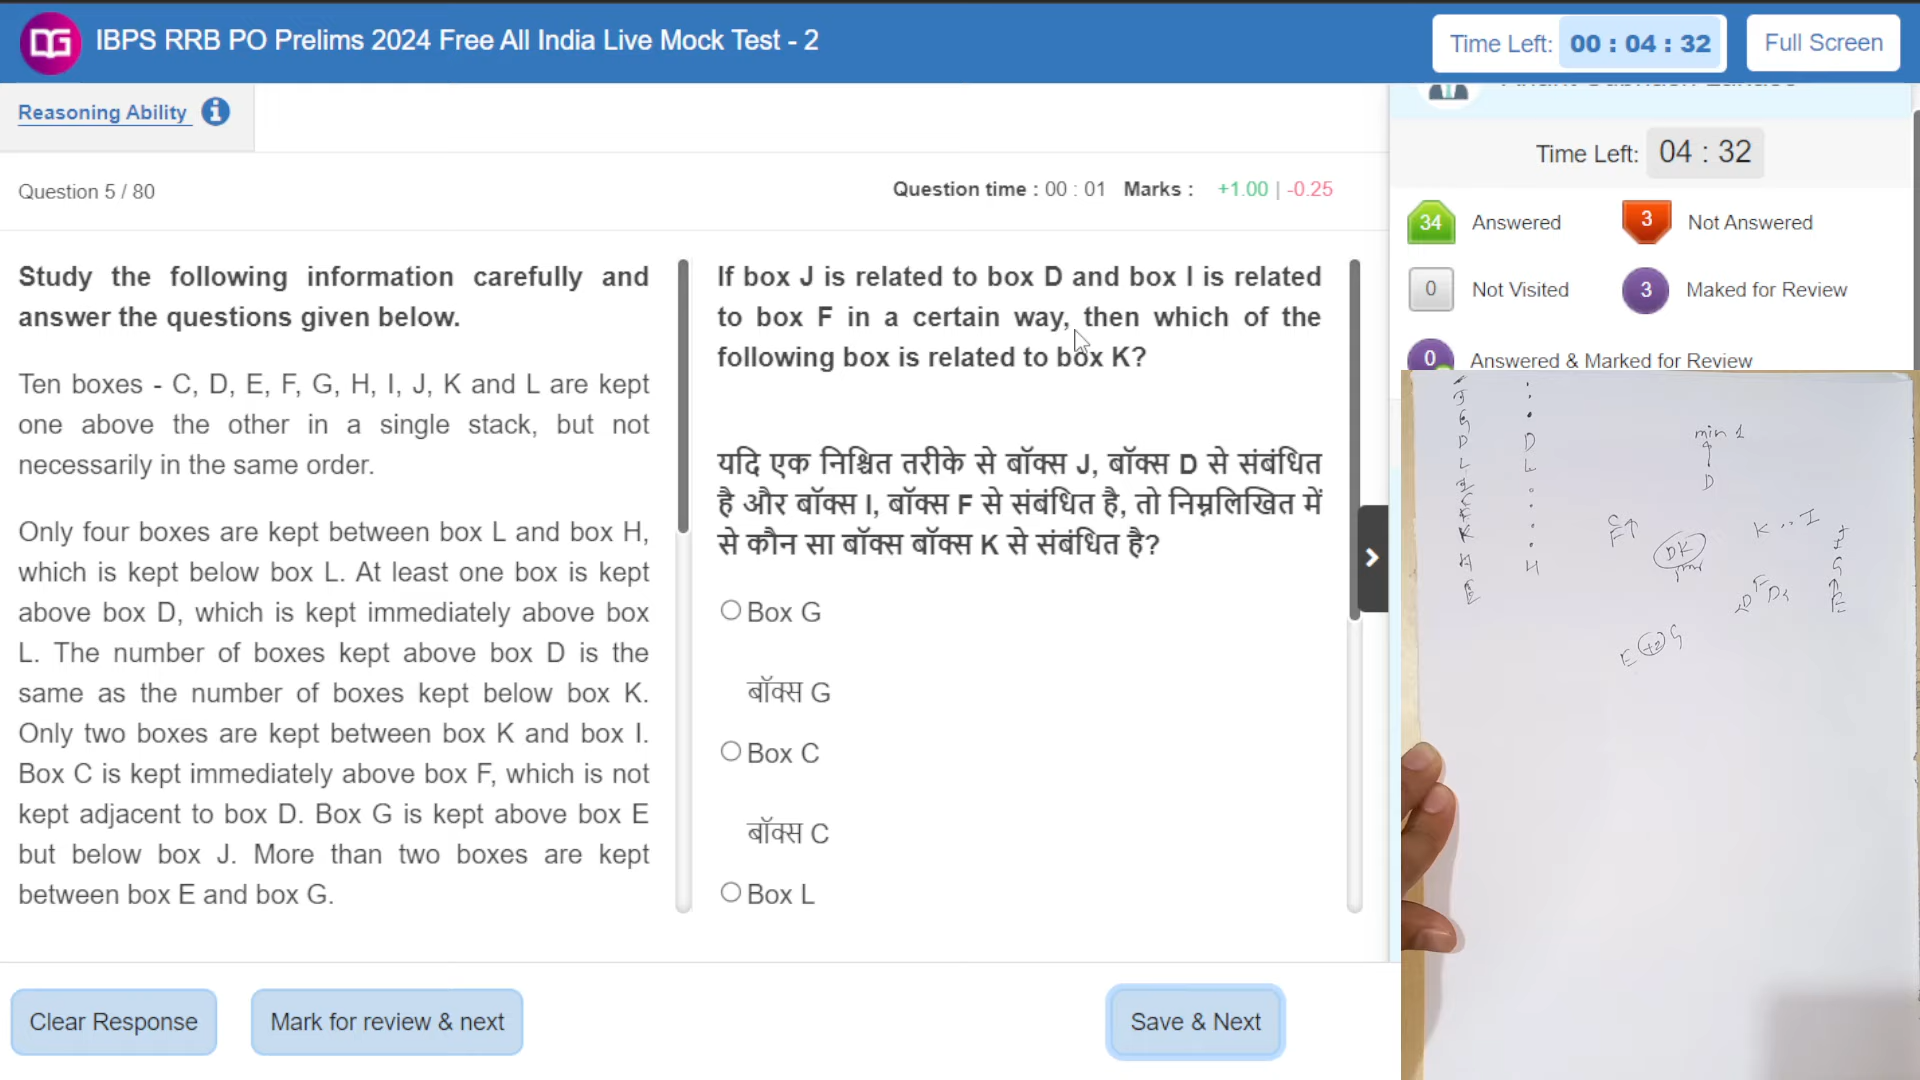 IBPS RRB PO Prelims 2024 Free All India Live Mock Test - 2
Time Left: 00 : 04 : 32
Full Screen
Reasoning Ability
Question 5 / 80
Question time : 00 : 01 Marks : +1.00 | -0.25
Study the following information carefully and
answer the questions given below.
Ten boxes - C, D, E, F, G, H, I, J, K and L are kept
one above the other in a single stack, but not
necessarily in the same order.
Only four boxes are kept between box L and box H,
which is kept below box L. At least one box is kept
above box D, which is kept immediately above box
L. The number of boxes kept above box D is the
same as the number of boxes kept below box K.
Only two boxes are kept between box K and box I.
Box C is kept immediately above box F, which is not
kept adjacent to box D. Box G is kept above box E
but below box J. More than two boxes are kept
between box E and box G.
If box J is related to box D and box I is related
to box F in a certain way, then which of the
following box is related to box K?
यदि एक निश्चित तरीके से बॉक्स J, बॉक्स D से संबंधित
है और बॉक्स I, बॉक्स F से संबंधित है, तो निम्नलिखित में
से कौन सा बॉक्स बॉक्स K से संबंधित है?
Box G
बॉक्स G
Box C
बॉक्स C
Box L
Clear Response
Mark for review & next
Save & Next
Time Left: 04 : 32
34 Answered
3 Not Answered
0 Not Visited
3 Maked for Review
0 Answered & Marked for Review
J
G
D
L
I
C
F
K
H
E
D
L
H
min 1
D
C
F
DK
K .. I
J
G
E
E +2 G